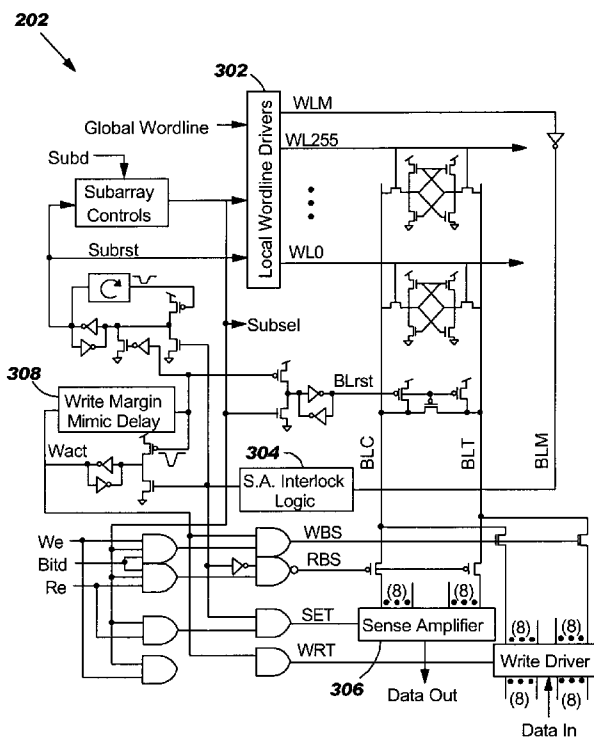 202
302
WLM
Global Wordline
WL255
Subd
Subarray
Controls
Local Wordline Drivers
Subrst
WL0
Subsel
308
Write Margin
Mimic Delay
BLrst
Wact
304
S.A. Interlock
Logic
BLC
BLT
BLM
We
Bitd
Re
WBS
RBS
(8)
(8)
SET
Sense Amplifier
(8)
(8)
WRT
306
Write Driver
Data Out
(8)
(8)
Data In